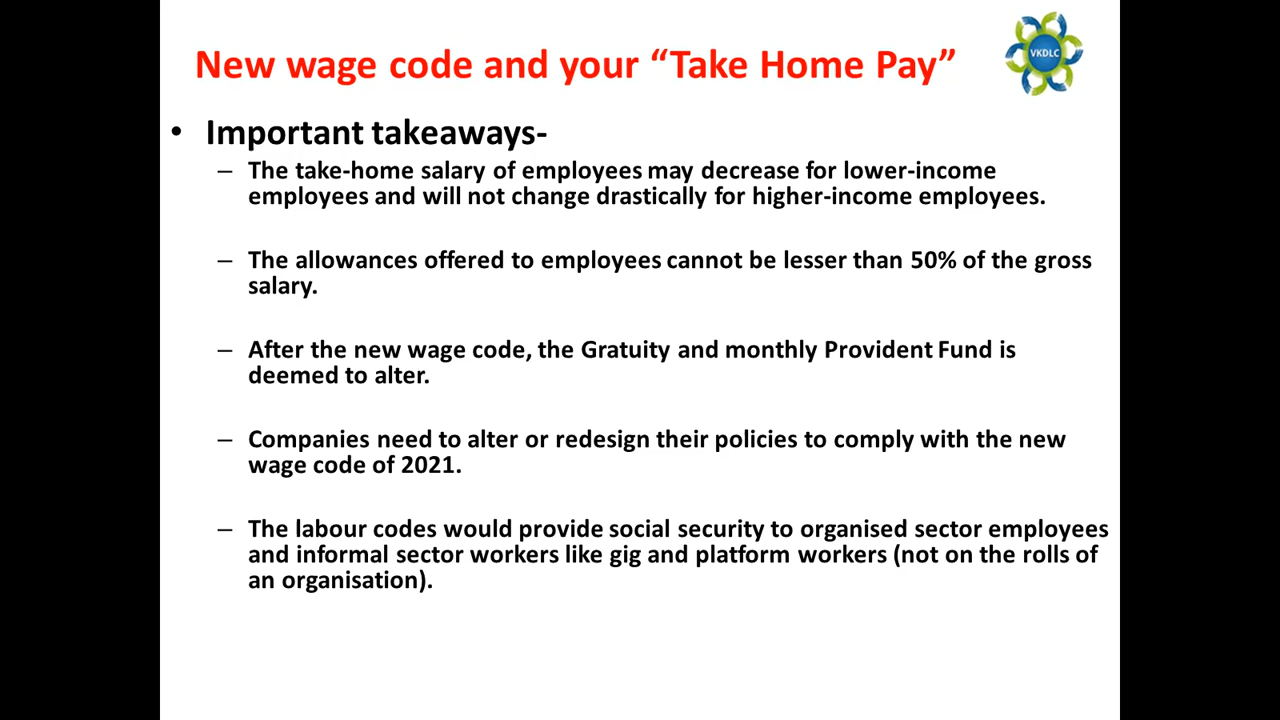 New wage code and your “Take Home Pay”
VKDLC
• Important takeaways-
– The take-home salary of employees may decrease for lower-income
employees and will not change drastically for higher-income employees.
– The allowances offered to employees cannot be lesser than 50% of the gross
salary.
– After the new wage code, the Gratuity and monthly Provident Fund is
deemed to alter.
– Companies need to alter or redesign their policies to comply with the new
wage code of 2021.
– The labour codes would provide social security to organised sector employees
and informal sector workers like gig and platform workers (not on the rolls of
an organisation).